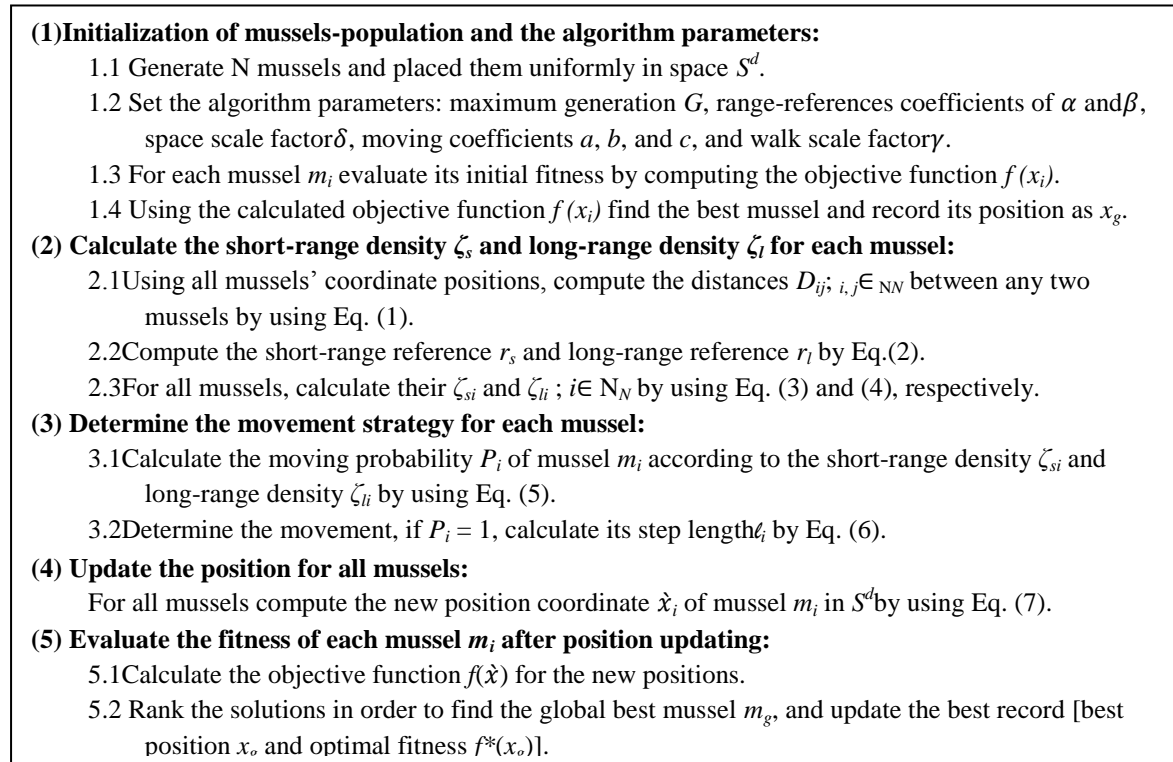 (1)Initialization of mussels-population and the algorithm parameters:
1.1 Generate N mussels and placed them uniformly in space S^d.
1.2 Set the algorithm parameters: maximum generation G, range-references coefficients of α andβ,
space scale factorδ, moving coefficients a, b, and c, and walk scale factorγ.
1.3 For each mussel m_i evaluate its initial fitness by computing the objective function f (x_i).
1.4 Using the calculated objective function f (x_i) find the best mussel and record its position as x_g.
(2) Calculate the short-range density ζ_s and long-range density ζ_l for each mussel:
2.1Using all mussels’ coordinate positions, compute the distances D_ij; i, j∈ NN between any two
mussels by using Eq. (1).
2.2Compute the short-range reference r_s and long-range reference r_l by Eq.(2).
2.3For all mussels, calculate their ζ_si and ζ_li ; i∈ N_N by using Eq. (3) and (4), respectively.
(3) Determine the movement strategy for each mussel:
3.1Calculate the moving probability P_i of mussel m_i according to the short-range density ζ_si and
long-range density ζ_li by using Eq. (5).
3.2Determine the movement, if P_i = 1, calculate its step lengthℓ_i by Eq. (6).
(4) Update the position for all mussels:
For all mussels compute the new position coordinate x̀_i of mussel m_i in S^dby using Eq. (7).
(5) Evaluate the fitness of each mussel m_i after position updating:
5.1Calculate the objective function f(x̀) for the new positions.
5.2 Rank the solutions in order to find the global best mussel m_g, and update the best record [best
position x_g and optimal fitness f*(x_g)].